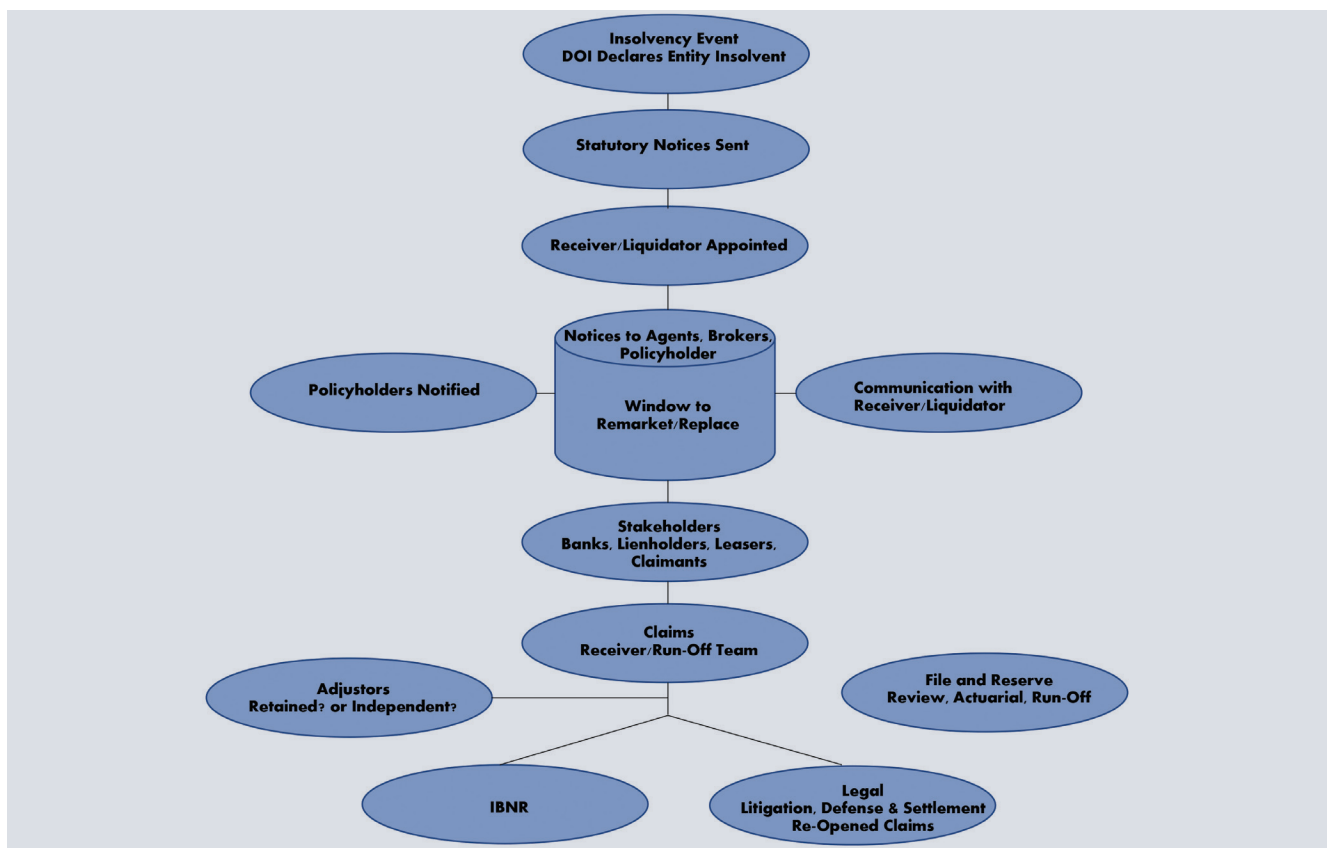 Insolvency Event
DOI Declares Entity Insolvent
Statutory Notices Sent
Receiver/Liquidator Appointed
Notices to Agents, Brokers,
Policyholder
Policyholders Notified
Window to
Remarket/Replace
Communication with
Receiver/Liquidator
Stakeholders
Banks, Lienholders, Leasers,
Claimants
Claims
Receiver/Run-Off Team
Adjustors
Retained? or Independent?
File and Reserve
Review, Actuarial, Run-Off
IBNR
Legal
Litigation, Defense & Settlement
Re-Opened Claims